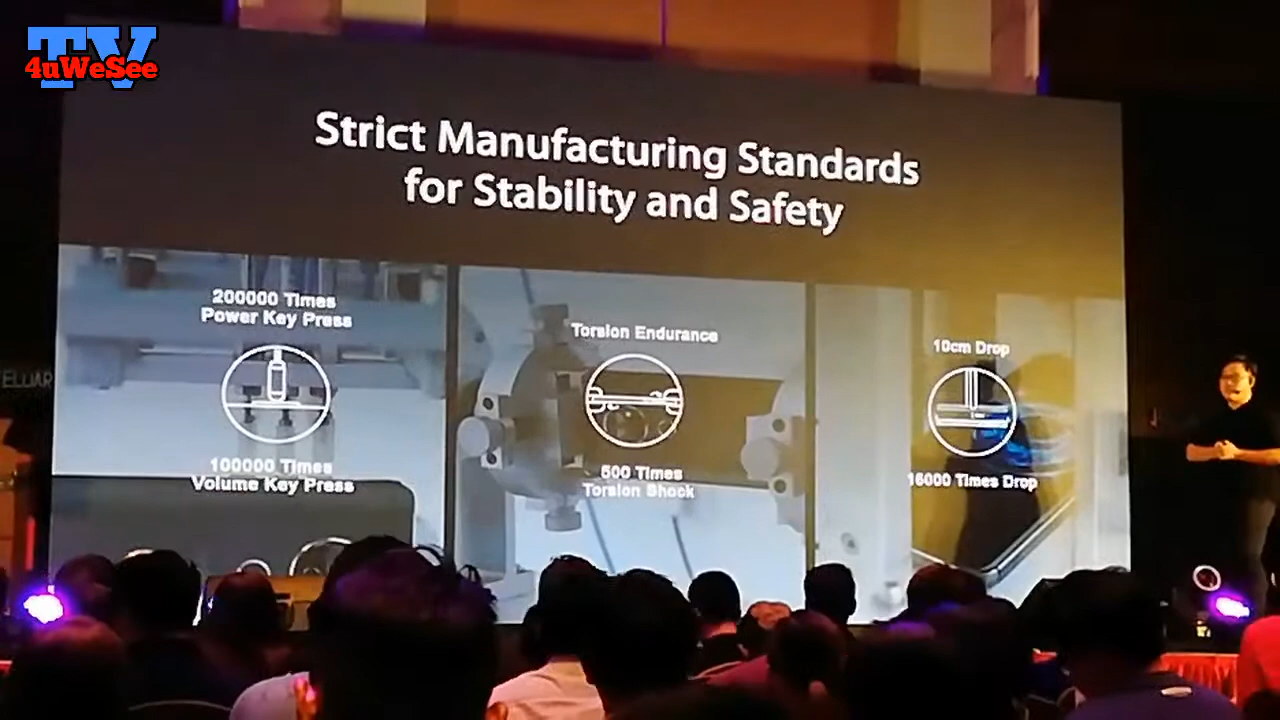 TV
4uWeSee
Strict Manufacturing Standards
for Stability and Safety
200000 Times
Power Key Press
100000 Times
Volume Key Press
Torsion Endurance
500 Times
Torsion Shock
10cm Drop
16000 Times Drop